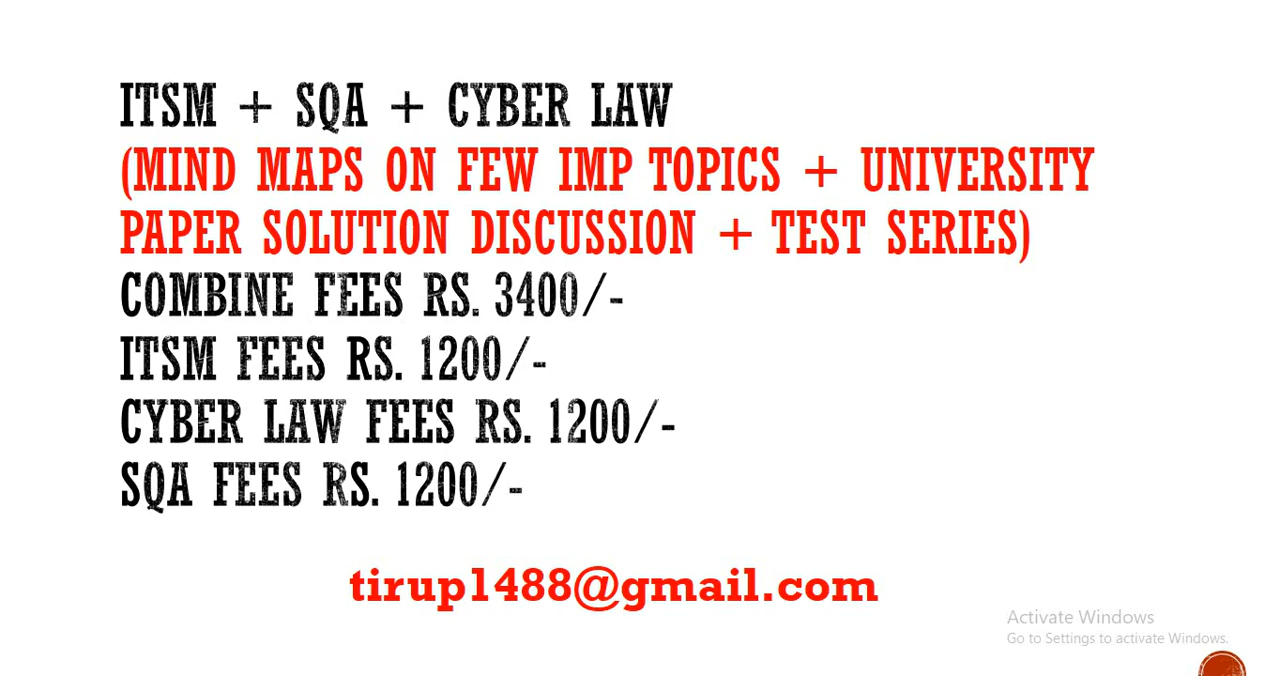 ITSM + SQA + CYBER LAW
(MIND MAPS ON FEW IMP TOPICS + UNIVERSITY
PAPER SOLUTION DISCUSSION + TEST SERIES)
COMBINE FEES RS. 3400/-
ITSM FEES RS. 1200/-
CYBER LAW FEES RS. 1200/-
SQA FEES RS. 1200/-
tirup1488@gmail.com
Activate Windows
Go to Settings to activate Windows.